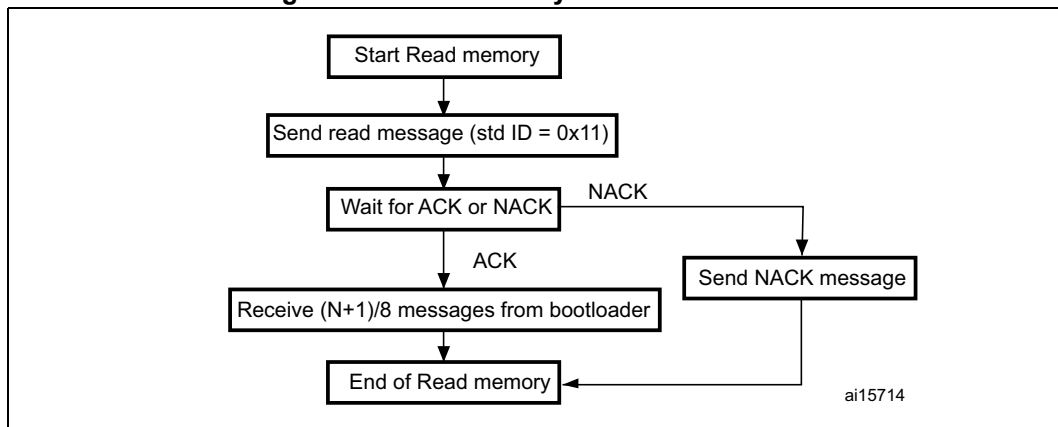 Start Read memory
Send read message (std ID = 0x11)
Wait for ACK or NACK
NACK
ACK
Send NACK message
Receive (N+1)/8 messages from bootloader
End of Read memory
ai15714